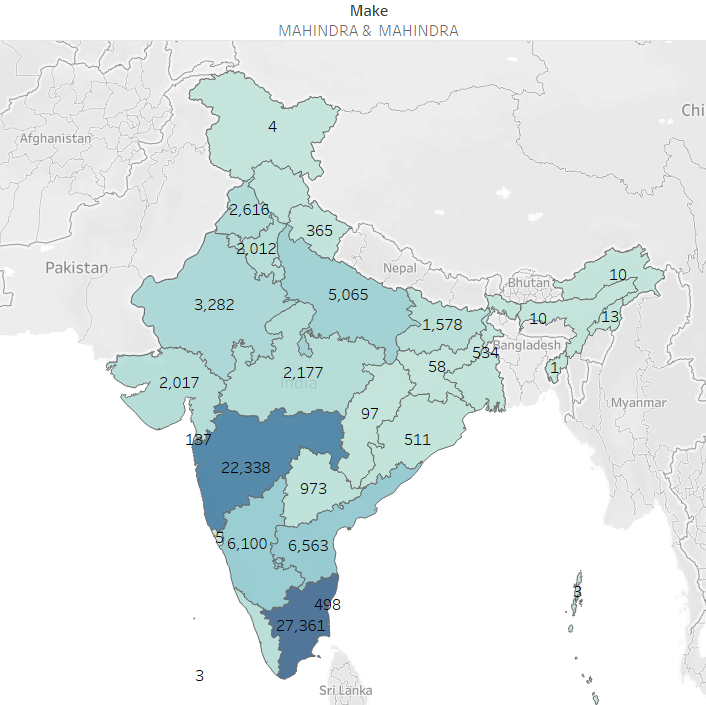 Make
MAHINDRA & MAHINDRA
Chi
4
Afghanistan
2,616
365
2,012
Pakistan
Nepal
10
Bhutan
5,065
3,282
1,578
10
13
534
Bangladesh
58
1
2,177
2,017
India
Myanmar
97
137
511
22,338
973
5
6,100
6,563
3
498
27,361
3
Sri Lanka